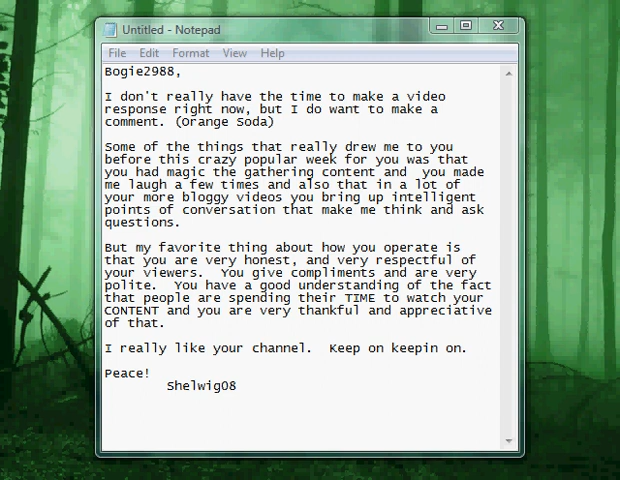 Untitled - Notepad
File Edit Format View Help
Bogie2988,
I don't really have the time to make a video
response right now, but I do want to make a
comment. (Orange Soda)
Some of the things that really drew me to you
before this crazy popular week for you was that
you had magic the gathering content and  you made
me laugh a few times and also that in a lot of
your more bloggy videos you bring up intelligent
points of conversation that make me think and ask
questions.
But my favorite thing about how you operate is
that you are very honest, and very respectful of
your viewers.  You give compliments and are very
polite.  You have a good understanding of the fact
that people are spending their TIME to watch your
CONTENT and you are very thankful and appreciative
of that.
I really like your channel.  Keep on keepin on.
Peace!
Shelwig08